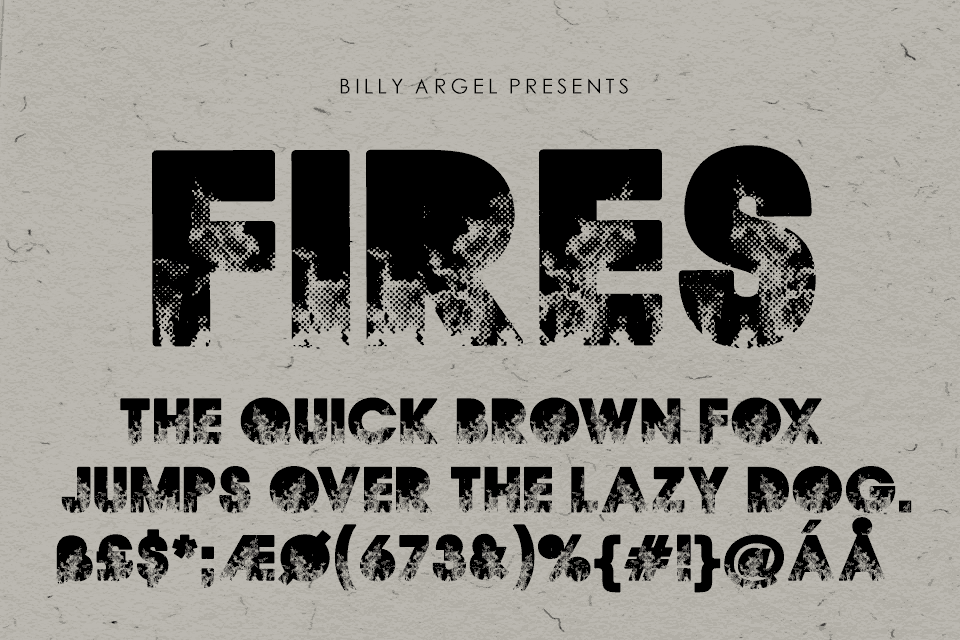 BILLY ARGEL PRESENTS
FIRES
THE QUICK BROWN FOX
JUMPS OVER THE LAZY DOG.
ß£$*;ÆØ(673&)%{#!}@ÁÅ